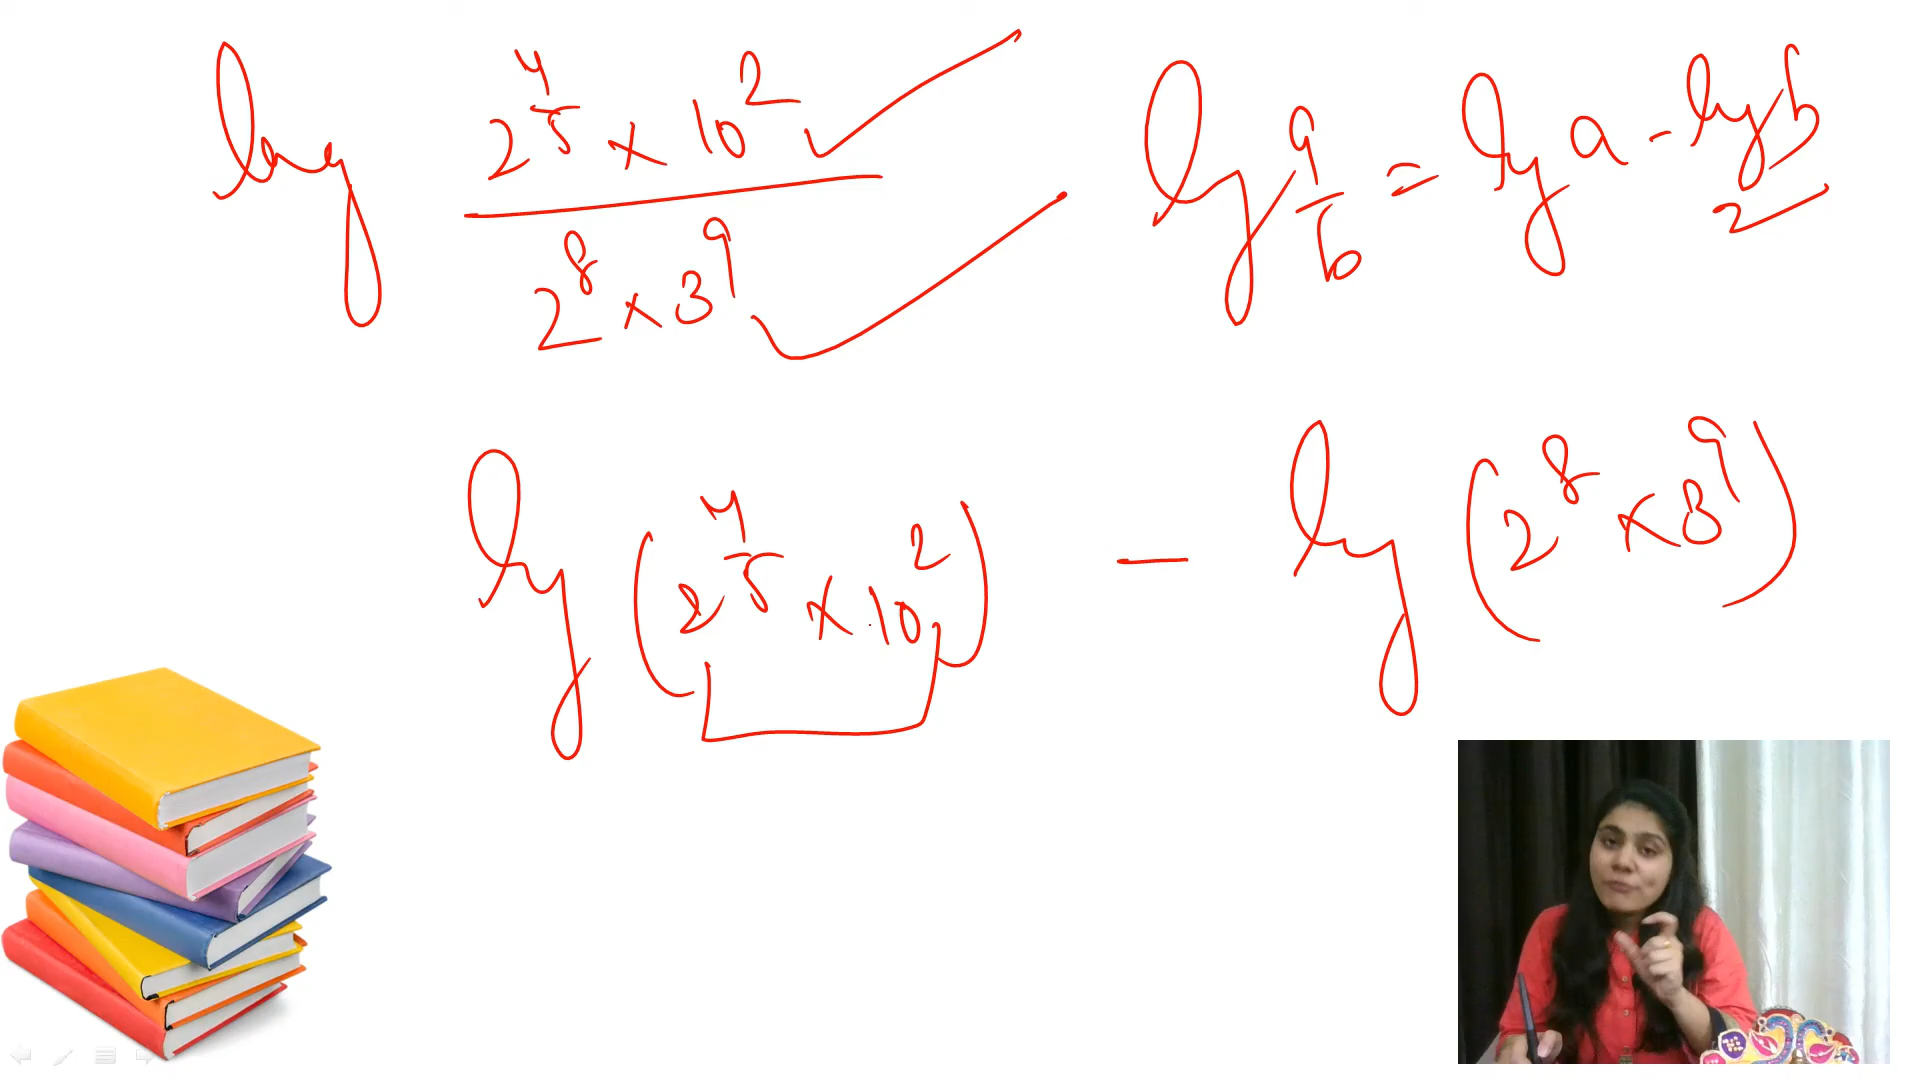 log 2^(4/5) × 10^2 / 2^8 × 3^9
log a/b = log a - log b
log (2^(4/5) × 10^2) - log (2^8 × 3^9)